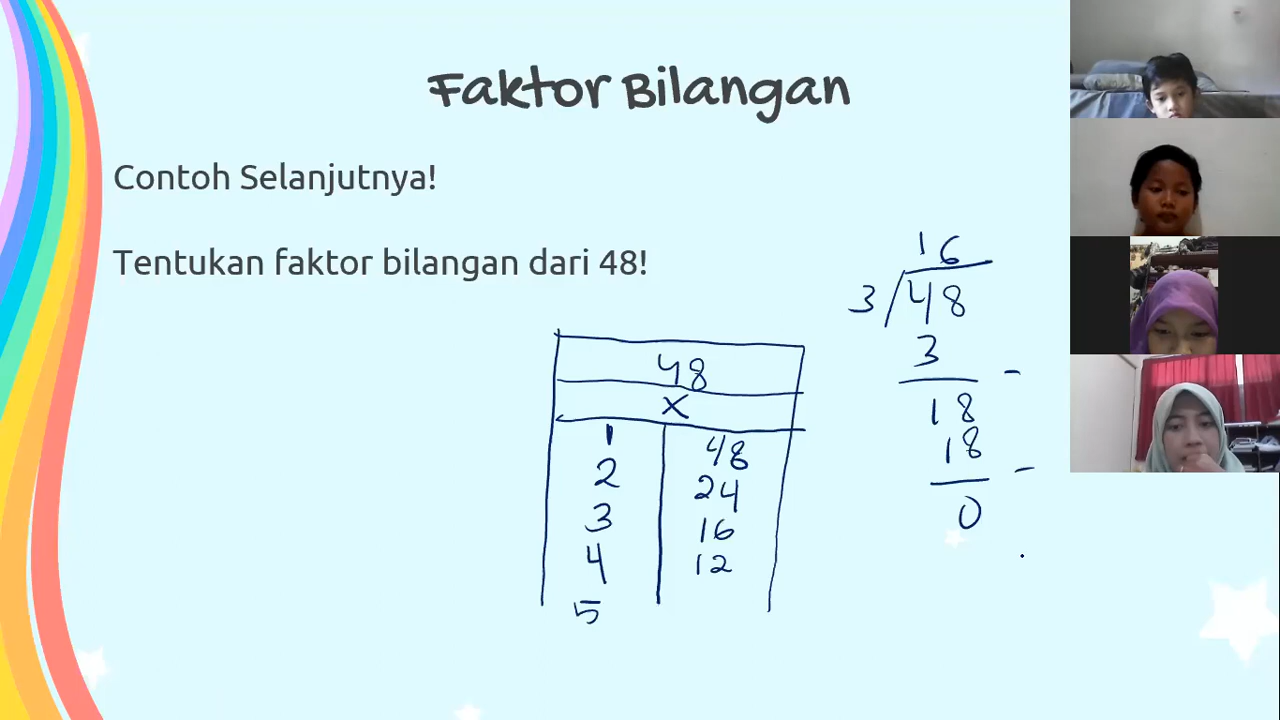 Faktor Bilangan
Contoh Selanjutnya!
Tentukan faktor bilangan dari 48!
48
x
1 48
2 24
3 16
4 12
5
16
3 / 48
3
-
18
18
-
0